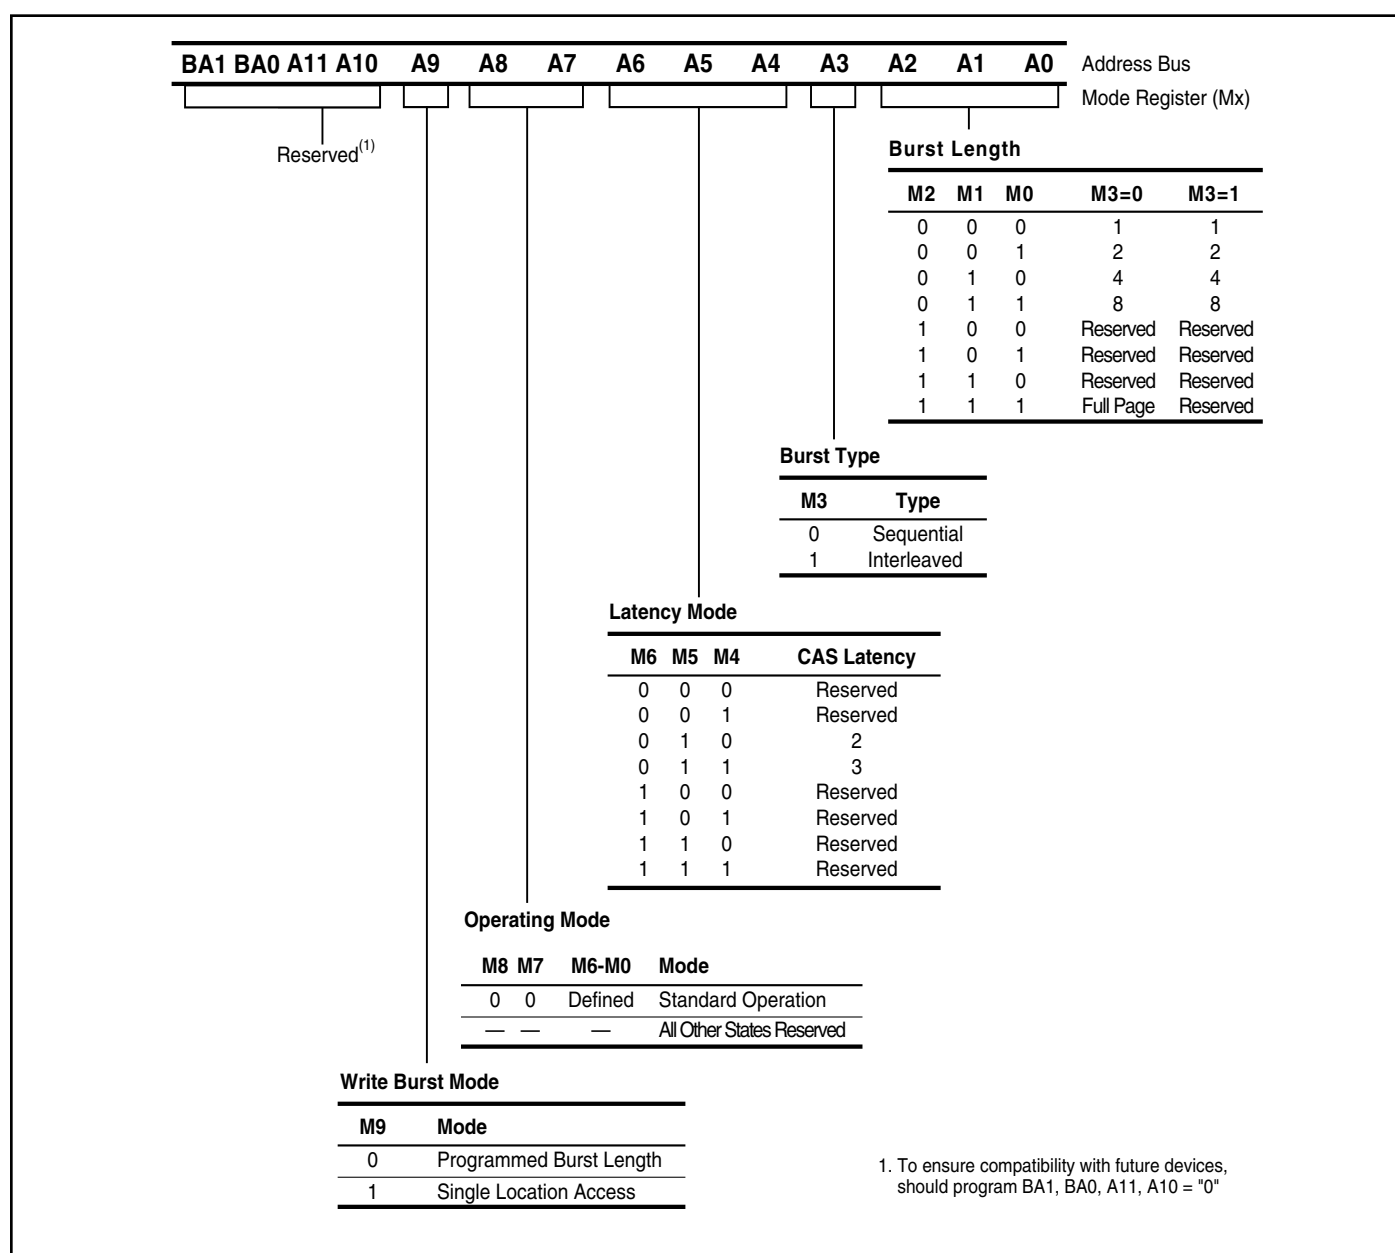 BA1 BA0 A11 A10 A9 A8 A7 A6 A5 A4 A3 A2 A1 A0 Address Bus
Mode Register (Mx)
Reserved(1)
Burst Length
M2 M1 M0 M3=0 M3=1
0 0 0 1 1
0 0 1 2 2
0 1 0 4 4
0 1 1 8 8
1 0 0 Reserved Reserved
1 0 1 Reserved Reserved
1 1 0 Reserved Reserved
1 1 1 Full Page Reserved
Burst Type
M3 Type
0 Sequential
1 Interleaved
Latency Mode
M6 M5 M4 CAS Latency
0 0 0 Reserved
0 0 1 Reserved
0 1 0 2
0 1 1 3
1 0 0 Reserved
1 0 1 Reserved
1 1 0 Reserved
1 1 1 Reserved
Operating Mode
M8 M7 M6-M0 Mode
0 0 Defined Standard Operation
— — — All Other States Reserved
Write Burst Mode
M9 Mode
0 Programmed Burst Length
1 Single Location Access
1. To ensure compatibility with future devices,
should program BA1, BA0, A11, A10 = "0"